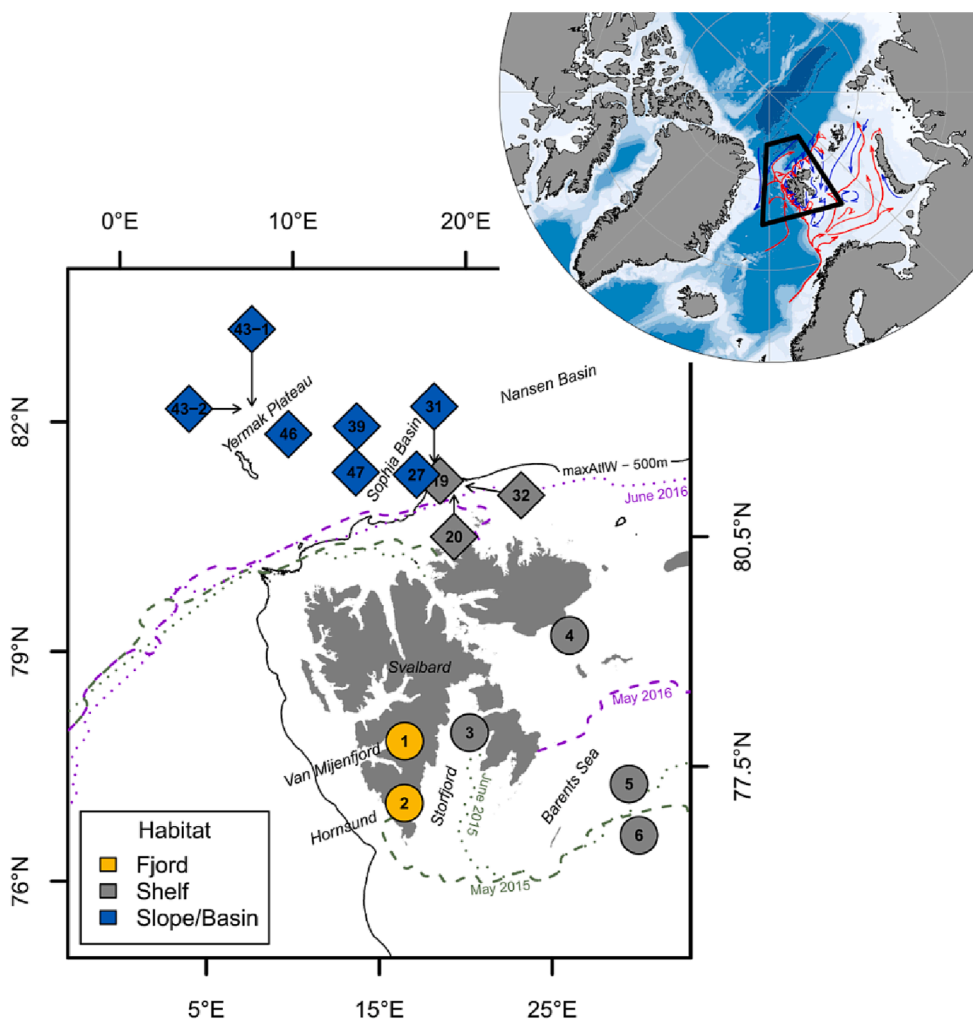 0°E
10°E
20°E
43−1
43−2
46
39
47
31
27
19
32
20
Yermak Plateau
Sophia Basin
Nansen Basin
maxAtlW − 500m
June 2016
82°N
79°N
76°N
80.5°N
77.5°N
4
Svalbard
May 2016
3
1
Van Mijenfjord
2
Hornsund
Storfjord
June 2015
Barents Sea
5
6
May 2015
Habitat
Fjord
Shelf
Slope/Basin
5°E
15°E
25°E